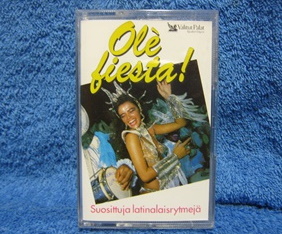 Olè
fiesta!
Valitut Palat
Suosittuja latinalaisrytmejä